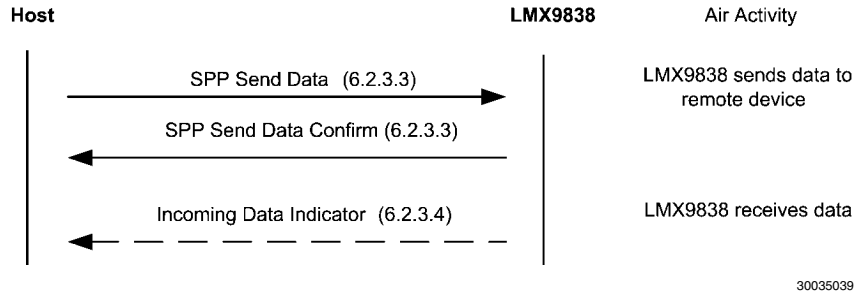 Host
LMX9838
Air Activity
SPP Send Data (6.2.3.3)
LMX9838 sends data to
remote device
SPP Send Data Confirm (6.2.3.3)
Incoming Data Indicator (6.2.3.4)
LMX9838 receives data
30035039